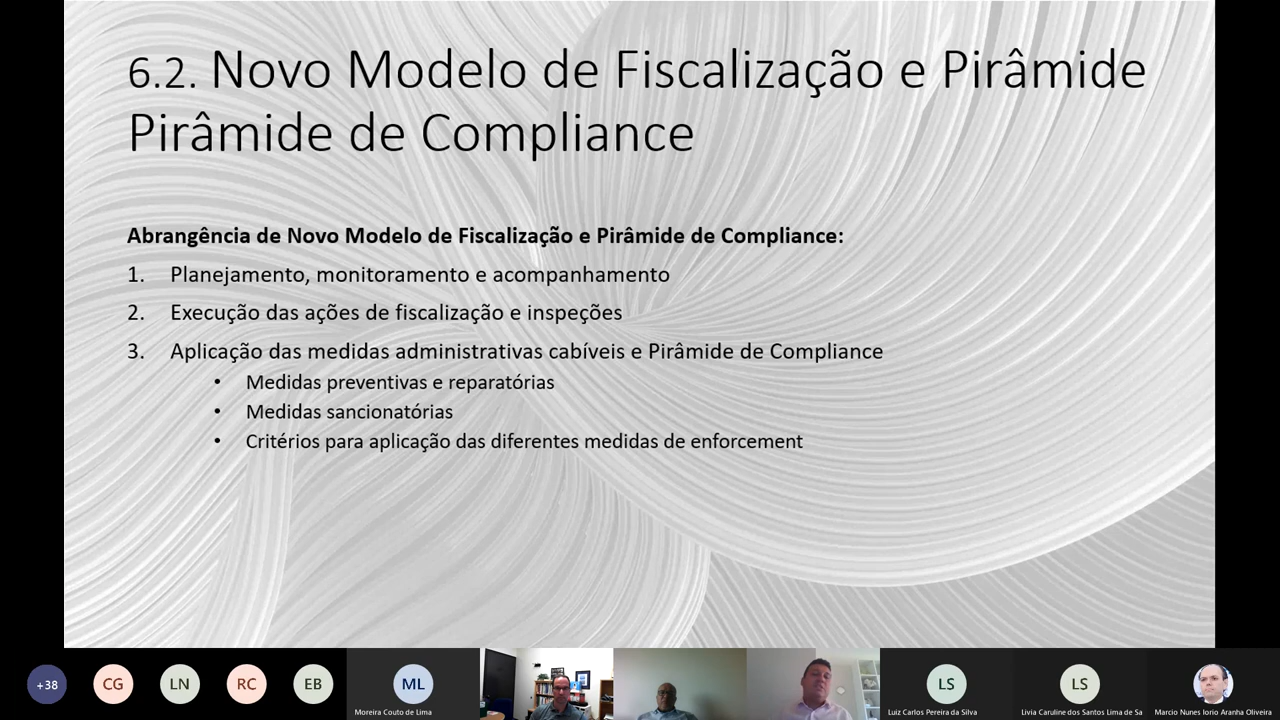 6.2. Novo Modelo de Fiscalização e Pirâmide
Pirâmide de Compliance
Abrangência de Novo Modelo de Fiscalização e Pirâmide de Compliance:
1. Planejamento, monitoramento e acompanhamento
2. Execução das ações de fiscalização e inspeções
3. Aplicação das medidas administrativas cabíveis e Pirâmide de Compliance
• Medidas preventivas e reparatórias
• Medidas sancionatórias
• Critérios para aplicação das diferentes medidas de enforcement
+38
CG
LN
RC
EB
ML
LS
LS
Moreira Couto de Lima
Luiz Carlos Pereira da Silva
Livia Caruline dos Santos Lima de Sa
Marcio Nunes Iorio Aranha Oliveira